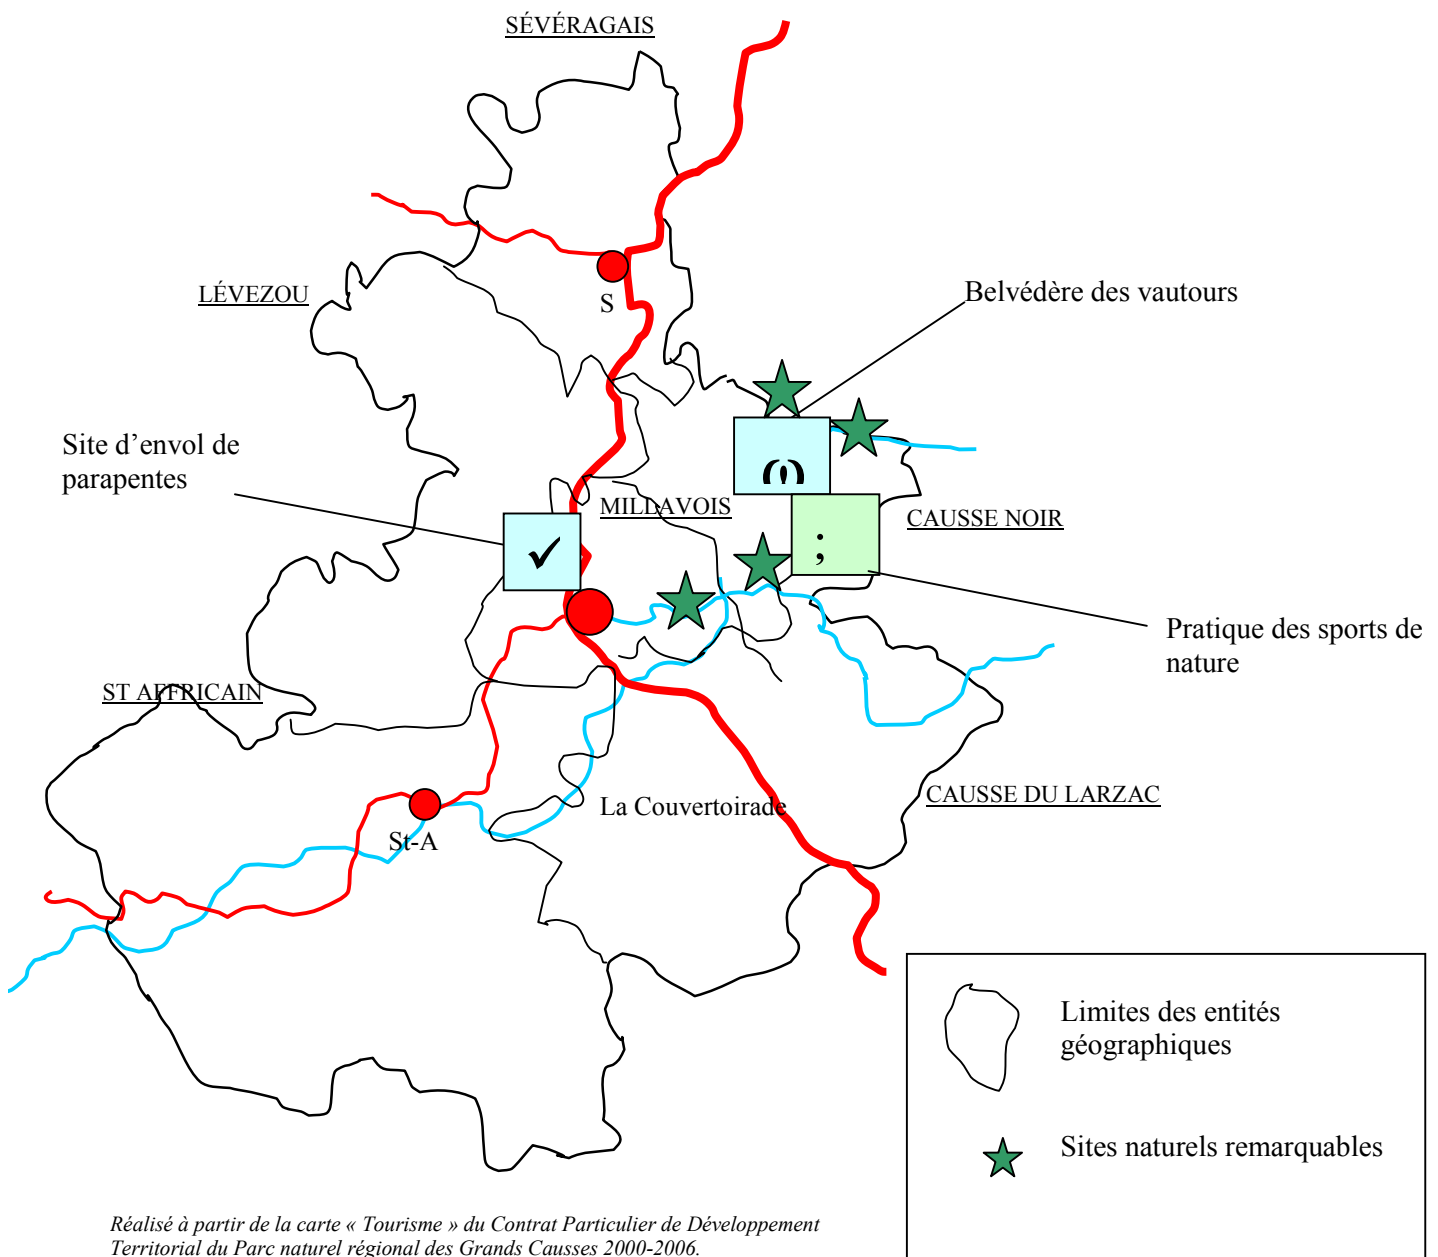 SÉVÉRAGAIS
LÉVEZOU
S
Belvédère des vautours
Site d’envol de
parapentes
MILLAVOIS
CAUSSE NOIR
✓
;
Pratique des sports de
nature
ST AFFRICAIN
CAUSSE DU LARZAC
La Couvertoirade
St-A
Limites des entités
géographiques
Sites naturels remarquables
Réalisé à partir de la carte « Tourisme » du Contrat Particulier de Développement
Territorial du Parc naturel régional des Grands Causses 2000-2006.